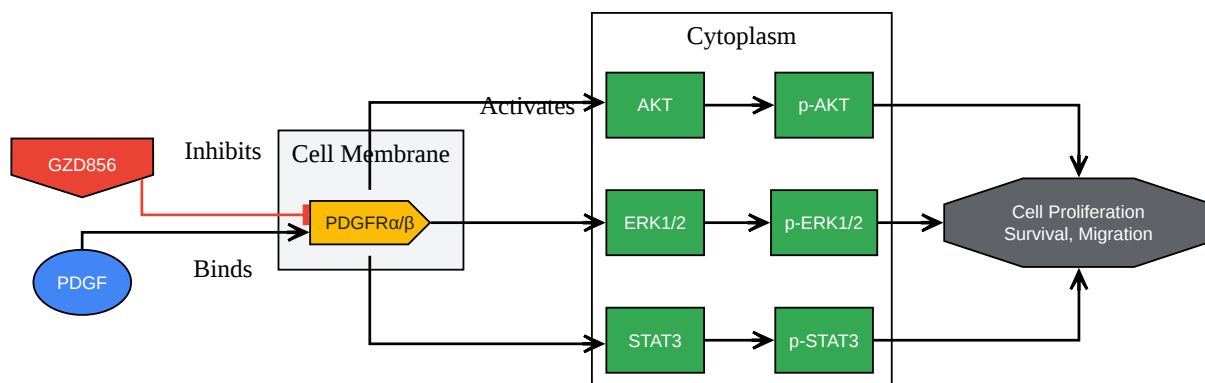 Cytoplasm
Activates
AKT
p-AKT
GZD856
Inhibits
Cell Membrane
PDGFRα/β
ERK1/2
p-ERK1/2
Cell Proliferation
Survival, Migration
Binds
PDGF
STAT3
p-STAT3